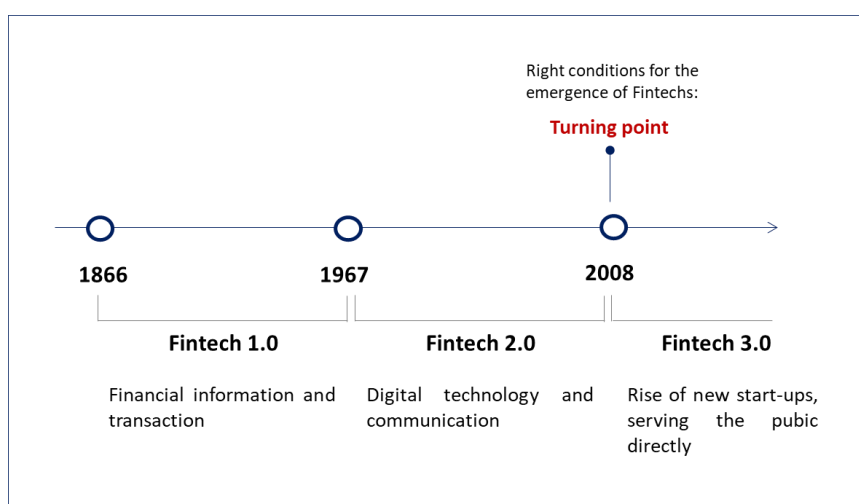 Right conditions for the
emergence of Fintechs:
Turning point
1866
1967
2008
Fintech 1.0
Fintech 2.0
Fintech 3.0
Financial information and
transaction
Digital technology and
communication
Rise of new start-ups,
serving the pubic
directly